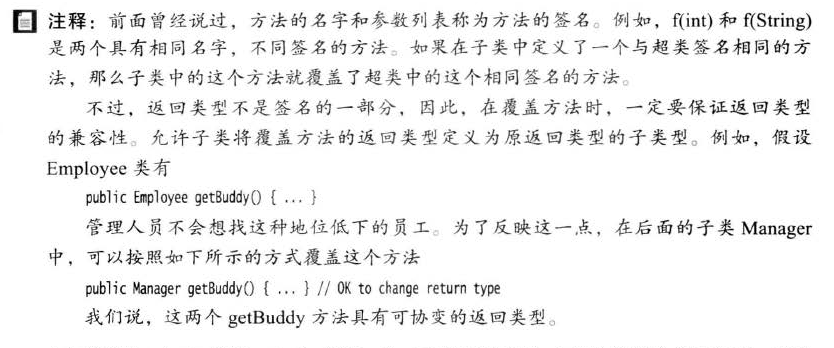 注释：前面曾经说过，方法的名字和参数列表称为方法的签名。例如，f(int) 和 f(String)
是两个具有相同名字，不同签名的方法。如果在子类中定义了一个与超类签名相同的方
法，那么子类中的这个方法就覆盖了超类中的这个相同签名的方法。
不过，返回类型不是签名的一部分，因此，在覆盖方法时，一定要保证返回类型
的兼容性。允许子类将覆盖方法的返回类型定义为原返回类型的子类型。例如，假设
Employee 类有
public Employee getBuddy() { ... }
管理人员不会想找这种地位低下的员工。为了反映这一点，在后面的子类 Manager
中，可以按照如下所示的方式覆盖这个方法
public Manager getBuddy() { ... } // OK to change return type
我们说，这两个 getBuddy 方法具有可协变的返回类型。